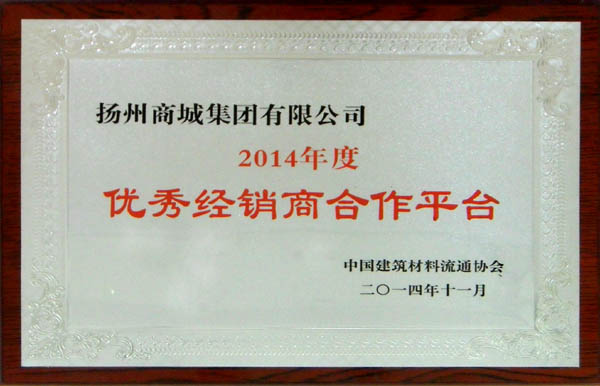 扬州商城集团有限公司
2014年度
优秀经销商合作平台
中国建筑材料流通协会
二〇一四年十一月